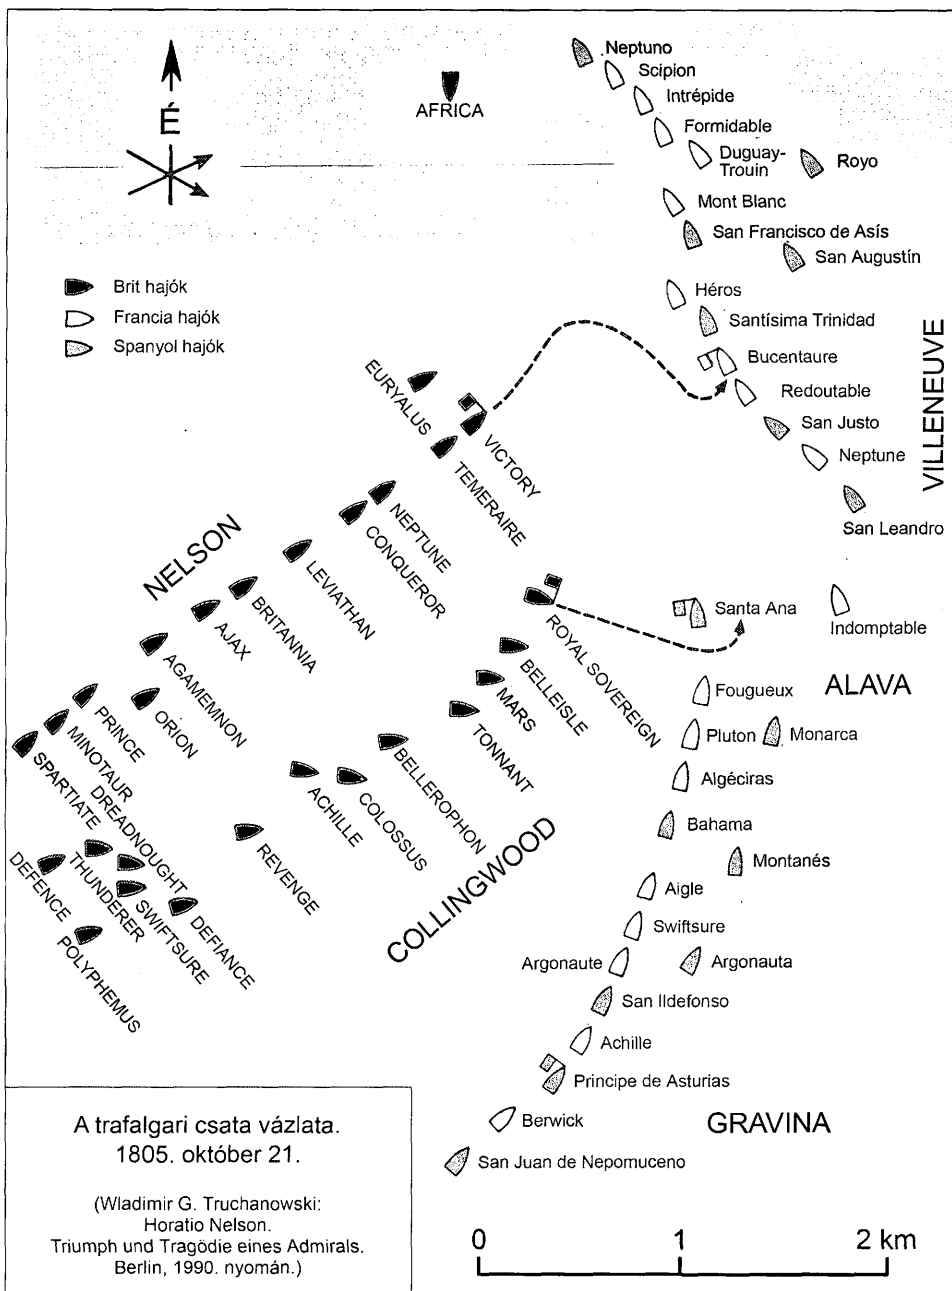 Neptuno
Scipion
Intrépide
AFRICA
Formidable
É
Duguay-
Trouin
Royo
Mont Blanc
San Francisco de Asís
San Augustín
Brit hajók
Francia hajók
Spanyol hajók
Héros
Santísima Trinidad
Bucentaure
Redoutable
San Justo
Neptune
San Leandro
VILLENEUVE
EURYALUS
VICTORY
TEMERAIRE
NEPTUNE
CONQUEROR
NELSON
LEVIATHAN
BRITANNIA
AJAX
AGAMEMNON
ORION
PRINCE
MINOTAUR
SPARTIATE
Santa Ana
Indomptable
ROYAL SOVEREIGN
BELLEISLE
MARS
TONNANT
BELLEROPHON
COLOSSUS
ACHILLE
REVENGE
DREADNOUGHT
THUNDERER
DEFENCE
SWIFTSURE
DEFIANCE
POLYPHEMUS
COLLINGWOOD
Fougueux
ALAVA
Pluton
Monarca
Algéciras
Bahama
Montanés
Aigle
Swiftsure
Argonaute
Argonauta
San Ildefonso
Achille
Principe de Asturias
Berwick
GRAVINA
San Juan de Nepomuceno
A trafalgari csata vázlata.
1805. október 21.
(Wladimir G. Truchanowski:
Horatio Nelson.
Triumph und Tragödie eines Admirals.
Berlin, 1990. nyomán.)
0 1 2 km